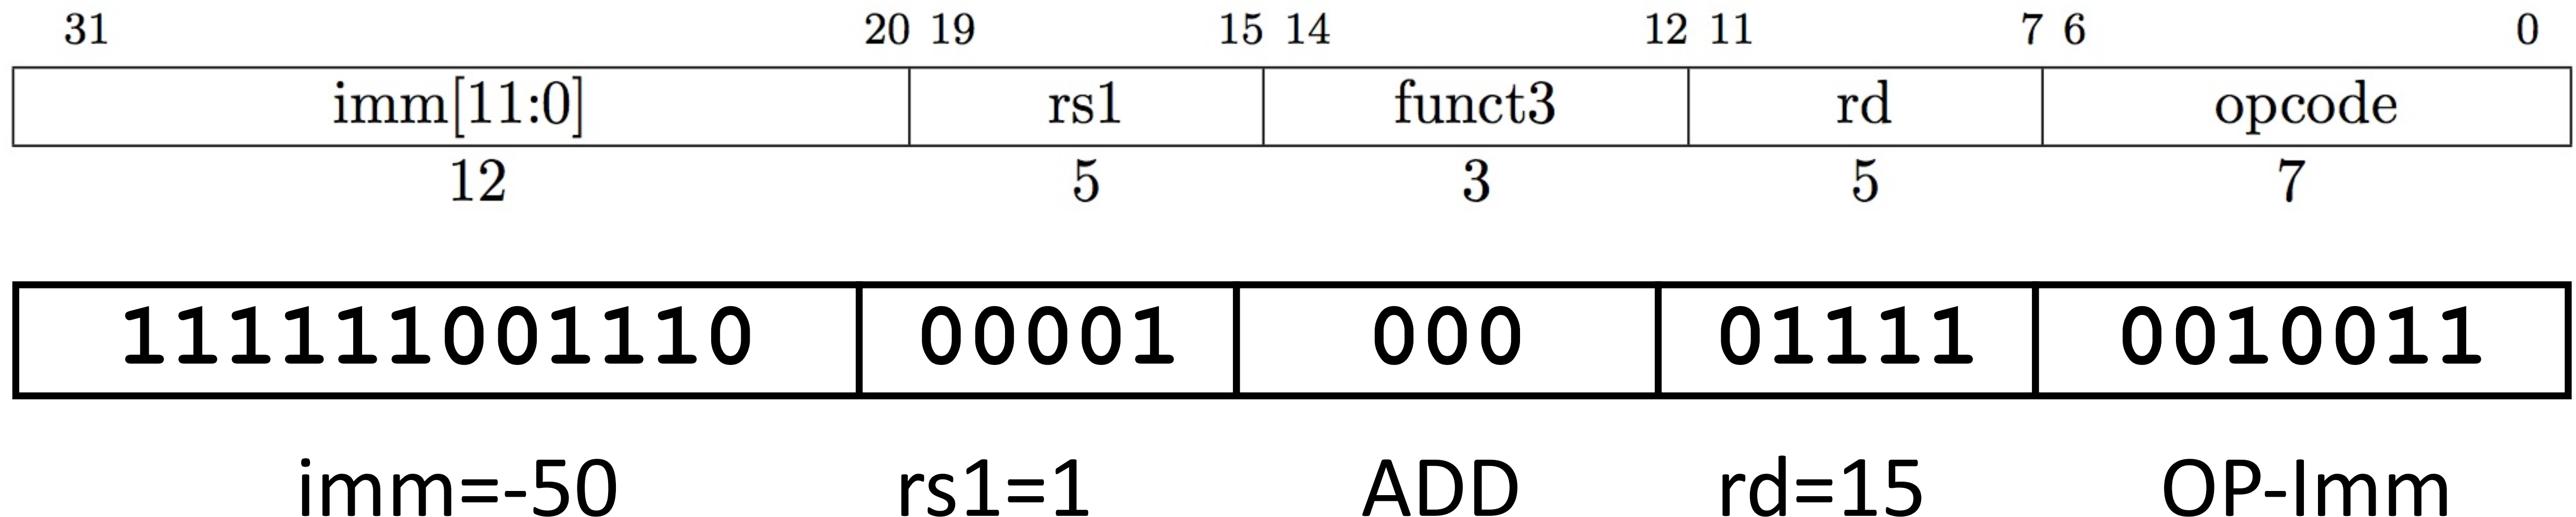 31 20 19 15 14 12 11 7 6 0
imm[11:0] rs1 funct3 rd opcode
12 5 3 5 7
111111001110 00001 000 01111 0010011
imm=-50 rs1=1 ADD rd=15 OP-Imm